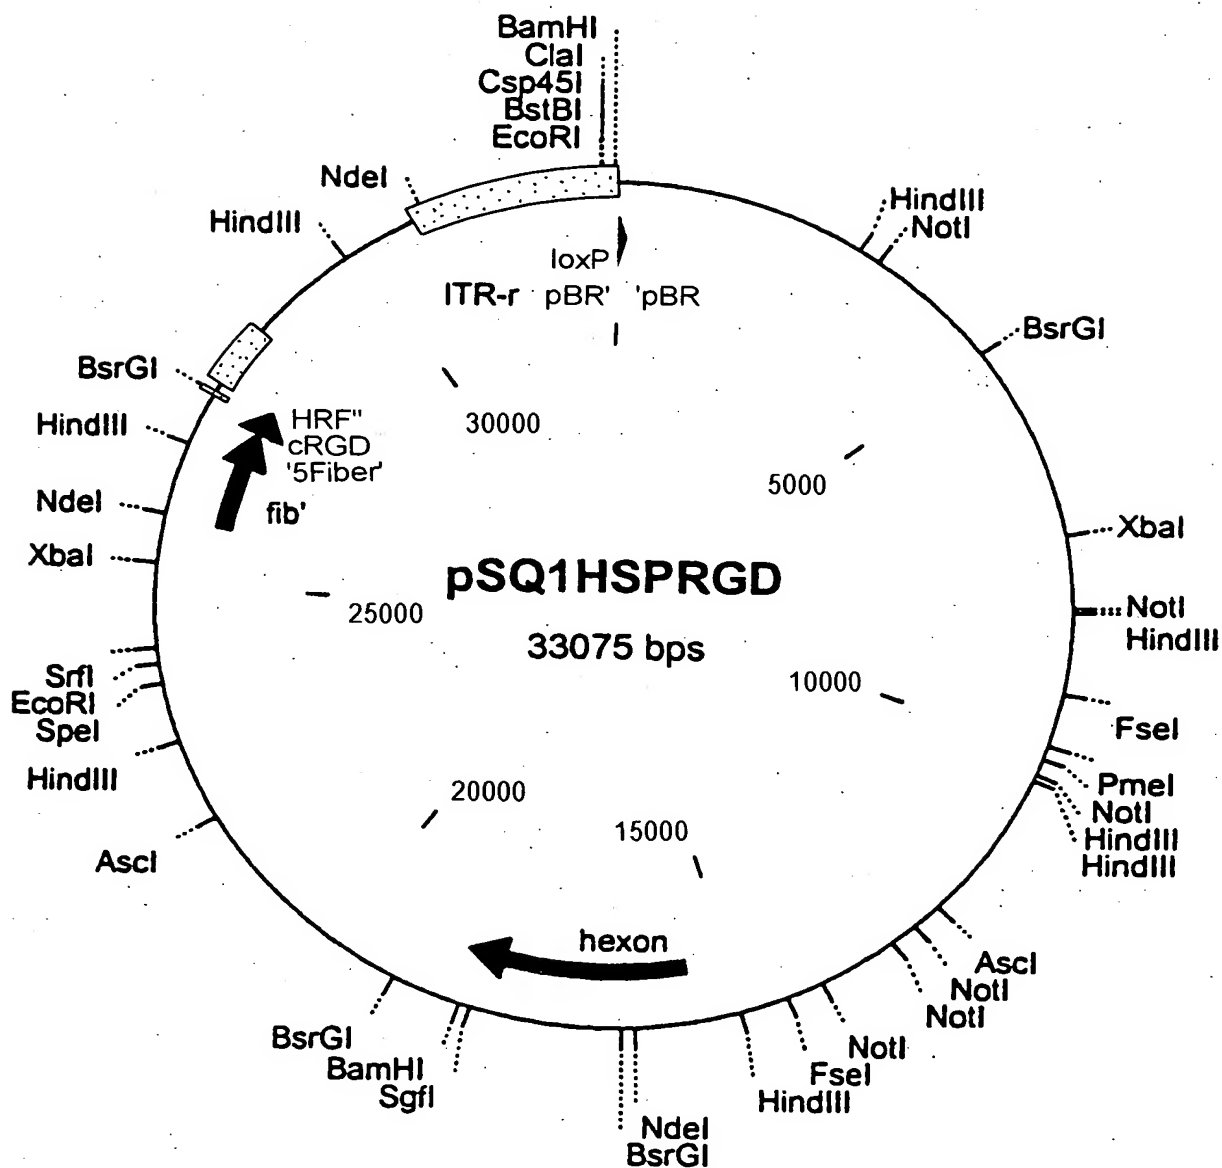 BamHI
ClaI
Csp45I
BstBI
EcoRI
NdeI
HindIII
HindIII
NotI
loxP
ITR-r pBR' 'pBR
BsrGI
BsrGI
HindIII
HRF"
cRGD
'5Fiber'
fib'
30000
5000
NdeI
XbaI
XbaI
pSQ1HSPRGD
33075 bps
25000
NotI
HindIII
10000
SrfI
EcoRI
SpeI
HindIII
FseI
PmeI
NotI
HindIII
HindIII
20000
15000
AscI
hexon
AscI
NotI
NotI
BsrGI
BamHI
SgfI
NotI
FseI
HindIII
NdeI
BsrGI